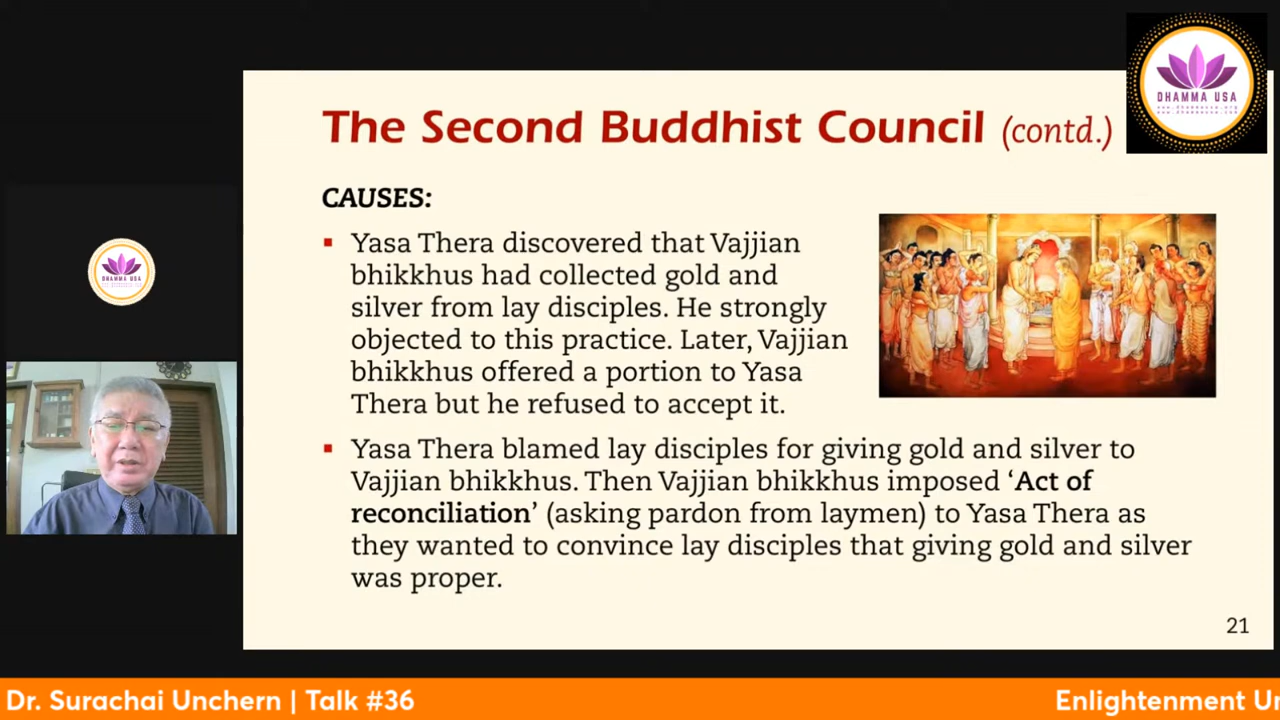 The Second Buddhist Council (contd.)
DHAMMA USA
CAUSES:
▪ Yasa Thera discovered that Vajjian
bhikkhus had collected gold and
silver from lay disciples. He strongly
objected to this practice. Later, Vajjian
bhikkhus offered a portion to Yasa
Thera but he refused to accept it.
▪ Yasa Thera blamed lay disciples for giving gold and silver to
Vajjian bhikkhus. Then Vajjian bhikkhus imposed ‘Act of
reconciliation’ (asking pardon from laymen) to Yasa Thera as
they wanted to convince lay disciples that giving gold and silver
was proper.
DHAMMA USA
21
Dr. Surachai Unchern | Talk #36
Enlightenment Un